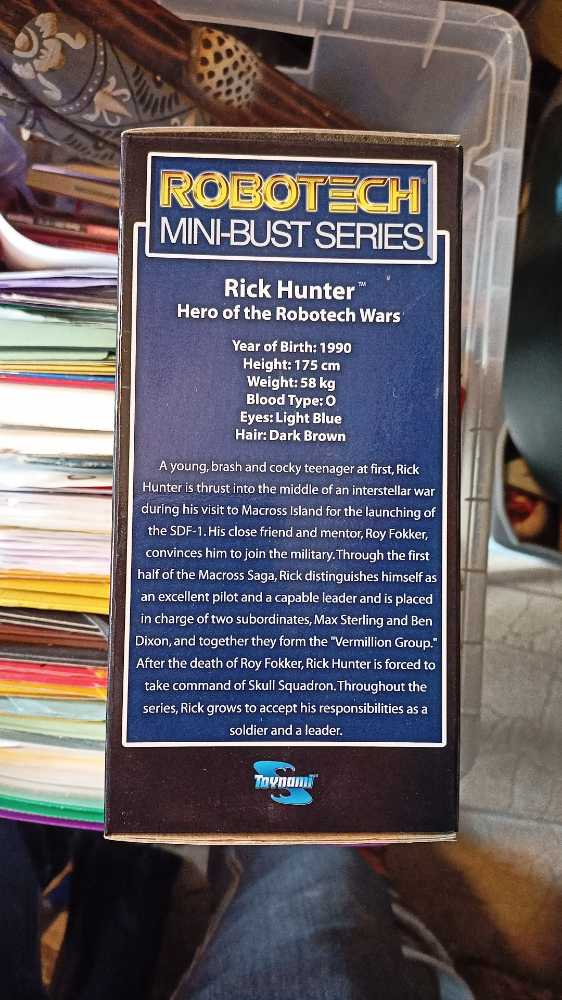 ROBOTECH®
MINI-BUST SERIES
Rick Hunter™
Hero of the Robotech Wars
Year of Birth: 1990
Height: 175 cm
Weight: 58 kg
Blood Type: O
Eyes: Light Blue
Hair: Dark Brown
A young, brash and cocky teenager at first, Rick
Hunter is thrust into the middle of an interstellar war
during his visit to Macross Island for the launching of
the SDF-1. His close friend and mentor, Roy Fokker,
convinces him to join the military. Through the first
half of the Macross Saga, Rick distinguishes himself as
an excellent pilot and a capable leader and is placed
in charge of two subordinates, Max Sterling and Ben
Dixon, and together they form the "Vermillion Group."
After the death of Roy Fokker, Rick Hunter is forced to
take command of Skull Squadron. Throughout the
series, Rick grows to accept his responsibilities as a
soldier and a leader.
Toynami